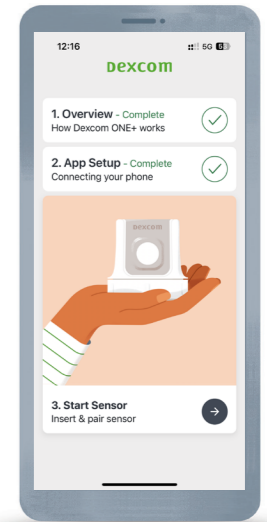 12:16
5G 6
Dexcom
1. Overview - Complete
How Dexcom ONE+ works
2. App Setup - Complete
Connecting your phone
DEXCOM
3. Start Sensor
Insert & pair sensor